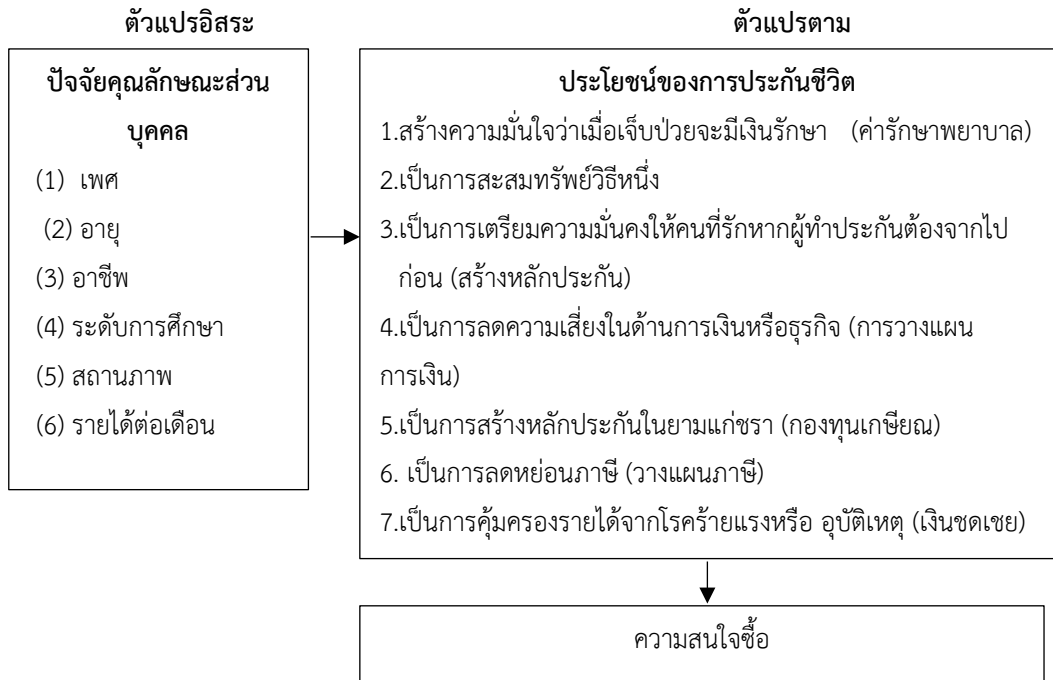 ตัวแปรอิสระ
ปัจจัยคุณลักษณะส่วน
บุคคล
(1) เพศ
(2) อายุ
(3) อาชีพ
(4) ระดับการศึกษา
(5) สถานภาพ
(6) รายได้ต่อเดือน
ตัวแปรตาม
ประโยชน์ของการประกันชีวิต
1.สร้างความมั่นใจว่าเมื่อเจ็บป่วยจะมีเงินรักษา (ค่ารักษาพยาบาล)
2.เป็นการสะสมทรัพย์วิธีหนึ่ง
3.เป็นการเตรียมความมั่นคงให้คนที่รักหากผู้ทำประกันต้องจากไป
ก่อน (สร้างหลักประกัน)
4.เป็นการลดความเสี่ยงในด้านการเงินหรือธุรกิจ (การวางแผน
การเงิน)
5.เป็นการสร้างหลักประกันในยามแก่ชรา (กองทุนเกษียณ)
6. เป็นการลดหย่อนภาษี (วางแผนภาษี)
7.เป็นการคุ้มครองรายได้จากโรคร้ายแรงหรือ อุบัติเหตุ (เงินชดเชย)
ความสนใจซื้อ